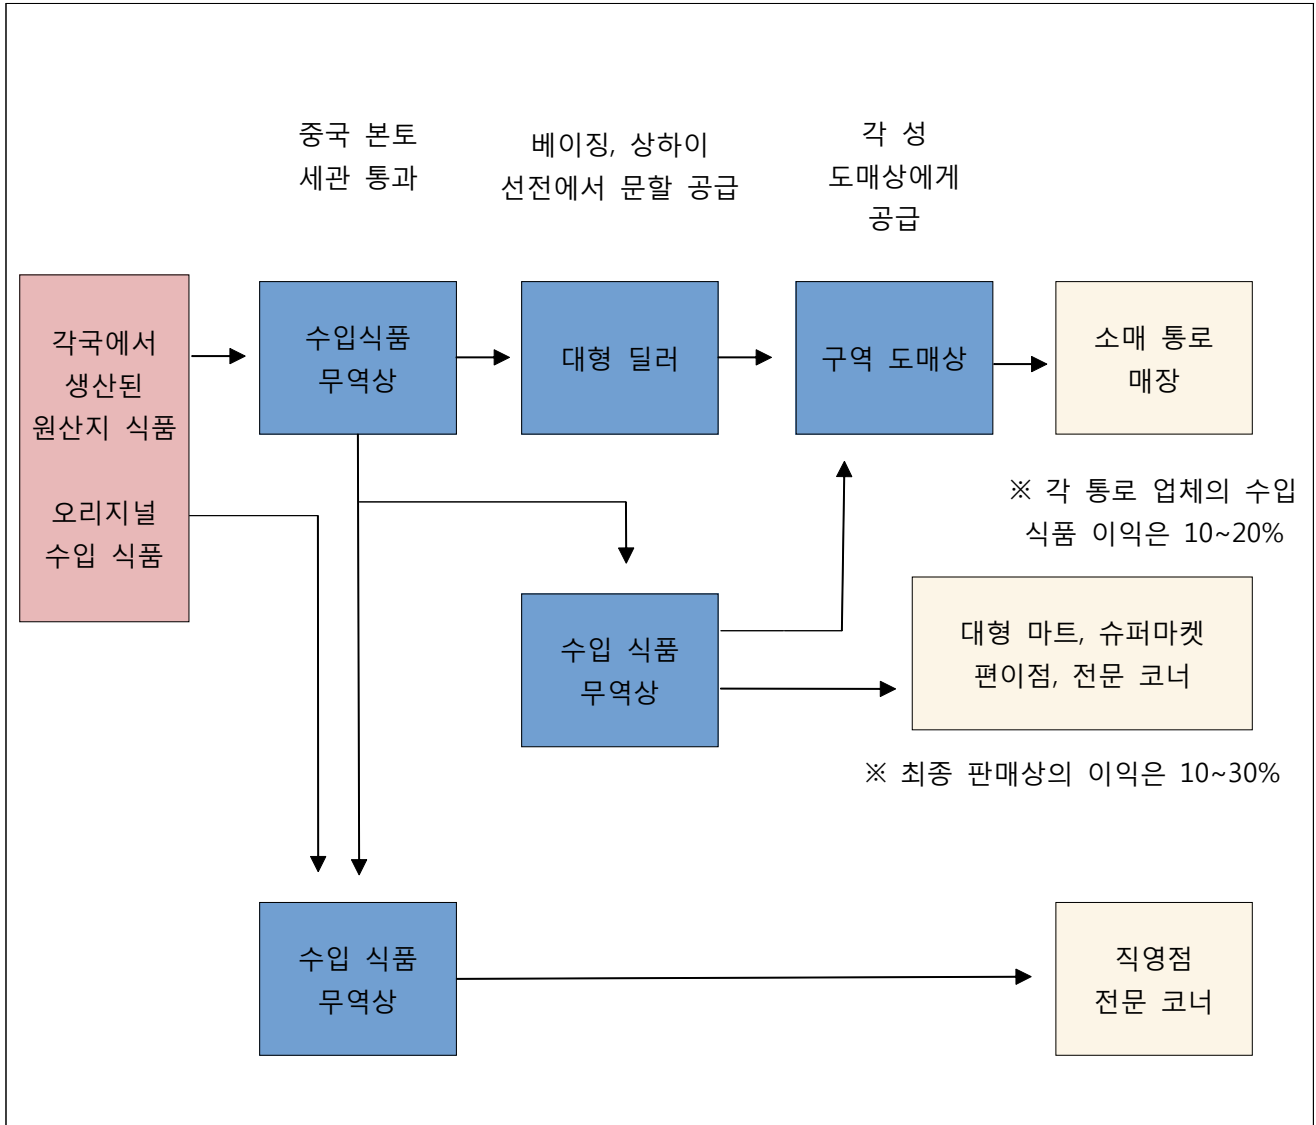 중국 본토
세관 통과
베이징, 상하이
선전에서 문할 공급
각 성
도매상에게
공급
각국에서
생산된
원산지 식품
오리지널
수입 식품
수입식품
무역상
대형 딜러
구역 도매상
소매 통로
매장
※ 각 통로 업체의 수입
식품 이익은 10~20%
수입 식품
무역상
대형 마트, 슈퍼마켓
편이점, 전문 코너
※ 최종 판매상의 이익은 10~30%
수입 식품
무역상
직영점
전문 코너